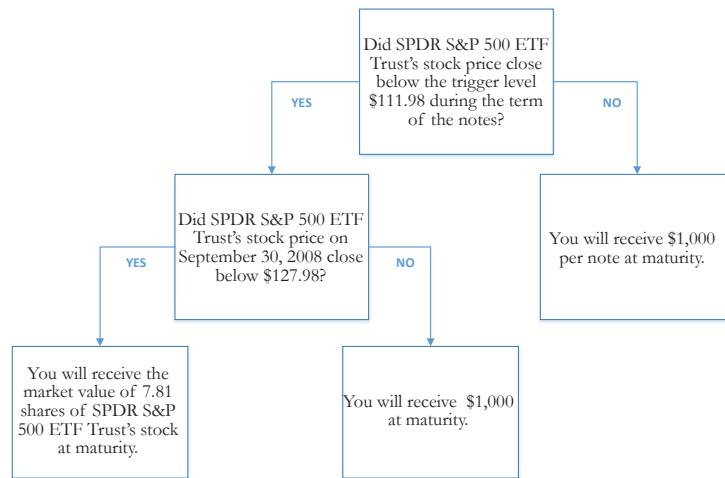 Did SPDR S&P 500 ETF
Trust's stock price close
below the trigger level
$111.98 during the term
of the notes?
YES
NO
Did SPDR S&P 500 ETF
Trust's stock price on
September 30, 2008 close
below $127.98?
You will receive $1,000
per note at maturity.
YES
NO
You will receive the
market value of 7.81
shares of SPDR S&P
500 ETF Trust's stock
at maturity.
You will receive $1,000
at maturity.